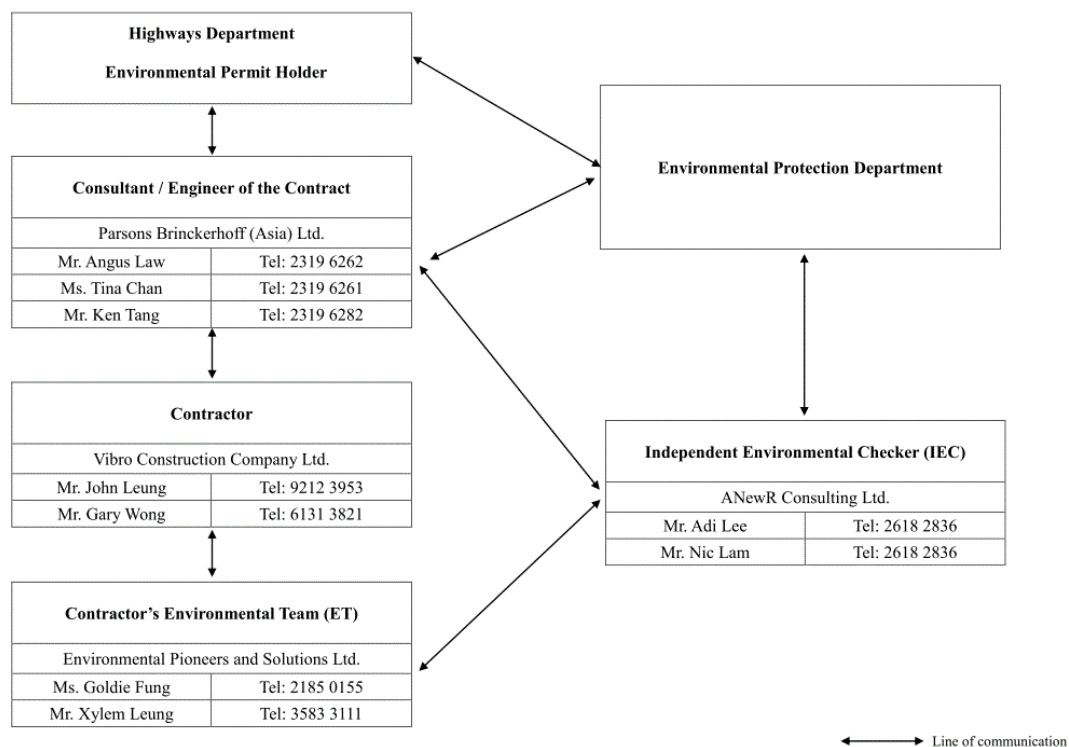 Highways Department
Environmental Permit Holder
Environmental Protection Department
Consultant / Engineer of the Contract
Parsons Brinckerhoff (Asia) Ltd.
Mr. Angus Law Tel: 2319 6262
Ms. Tina Chan Tel: 2319 6261
Mr. Ken Tang Tel: 2319 6282
Contractor
Vibro Construction Company Ltd.
Mr. John Leung Tel: 9212 3953
Mr. Gary Wong Tel: 6131 3821
Independent Environmental Checker (IEC)
ANewR Consulting Ltd.
Mr. Adi Lee Tel: 2618 2836
Mr. Nic Lam Tel: 2618 2836
Contractor’s Environmental Team (ET)
Environmental Pioneers and Solutions Ltd.
Ms. Goldie Fung Tel: 2185 0155
Mr. Xylem Leung Tel: 3583 3111
Line of communication